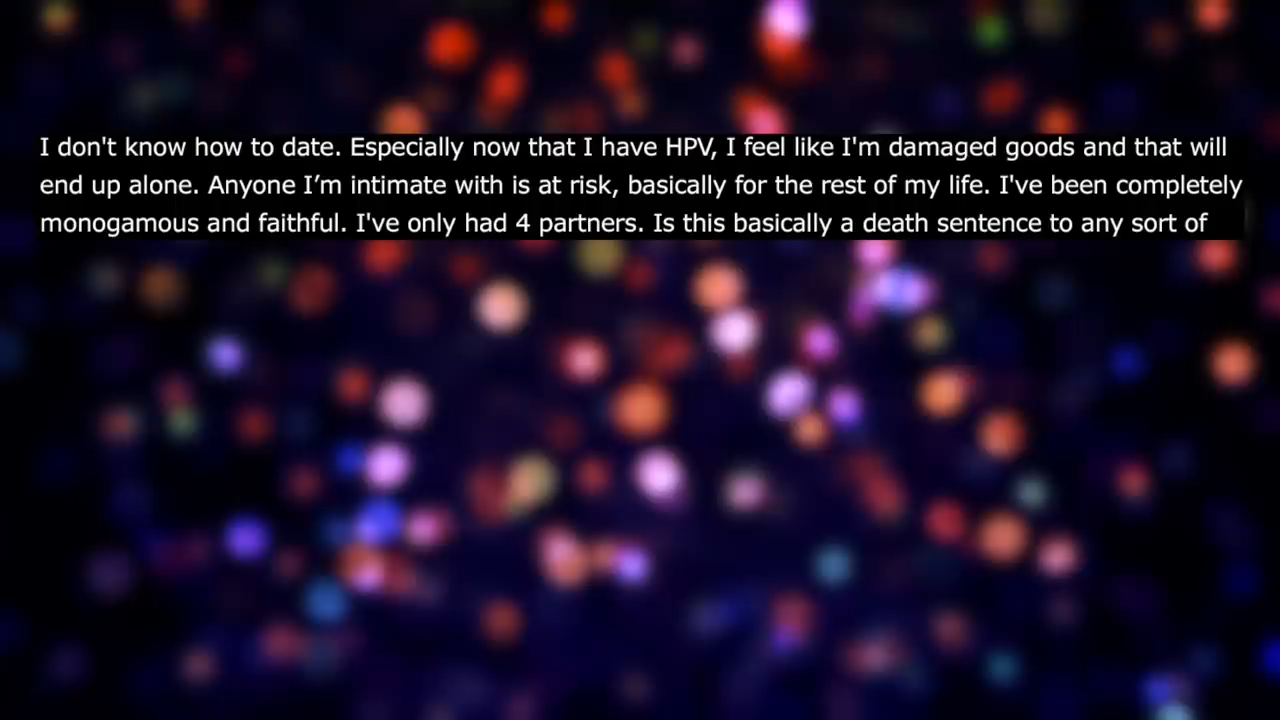 I don't know how to date. Especially now that I have HPV, I feel like I'm damaged goods and that will
end up alone. Anyone I’m intimate with is at risk, basically for the rest of my life. I've been completely
monogamous and faithful. I've only had 4 partners. Is this basically a death sentence to any sort of